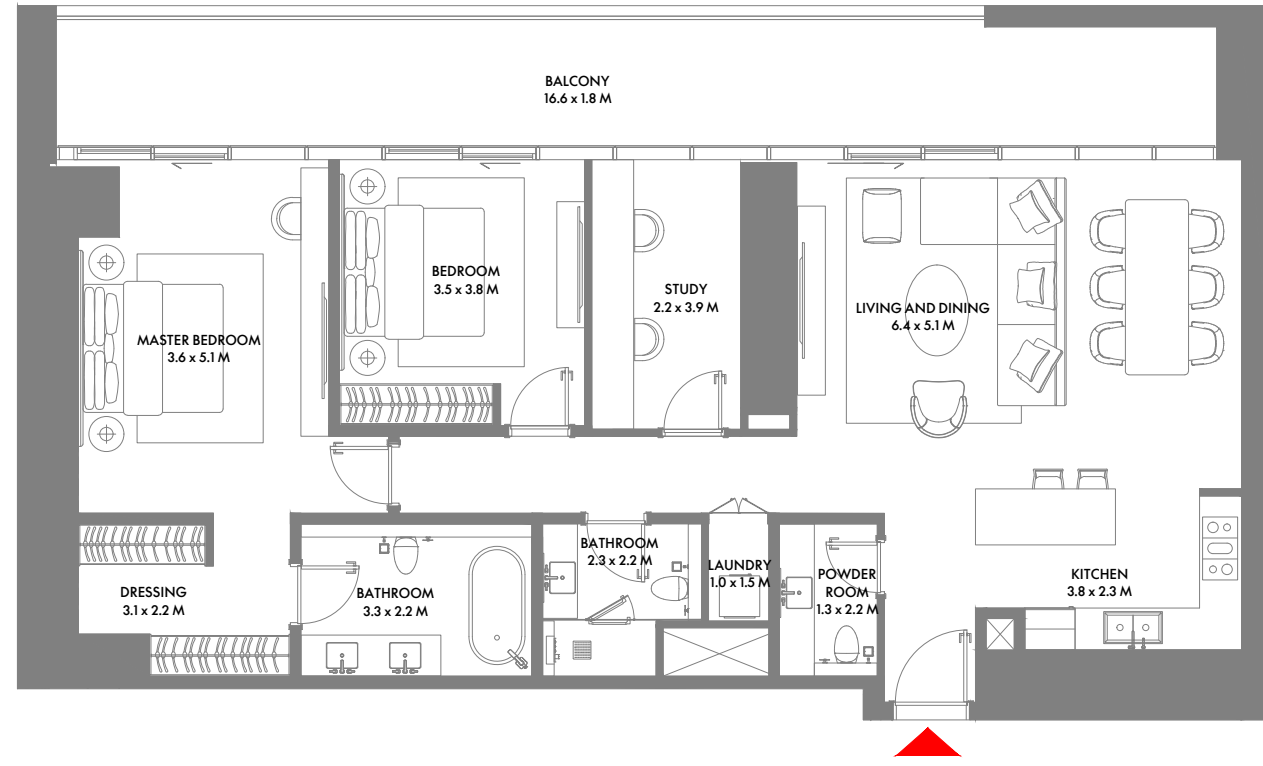 BALCONY
16.6 x 1.8 M
BEDROOM
3.5 x 3.8 M
STUDY
2.2 x 3.9 M
LIVING AND DINING
6.4 x 5.1 M
MASTER BEDROOM
3.6 x 5.1 M
BATHROOM
2.3 x 2.2 M
LAUNDRY
1.0 x 1.5 M
POWDER
ROOM
1.3 x 2.2 M
KITCHEN
3.8 x 2.3 M
DRESSING
3.1 x 2.2 M
BATHROOM
3.3 x 2.2 M